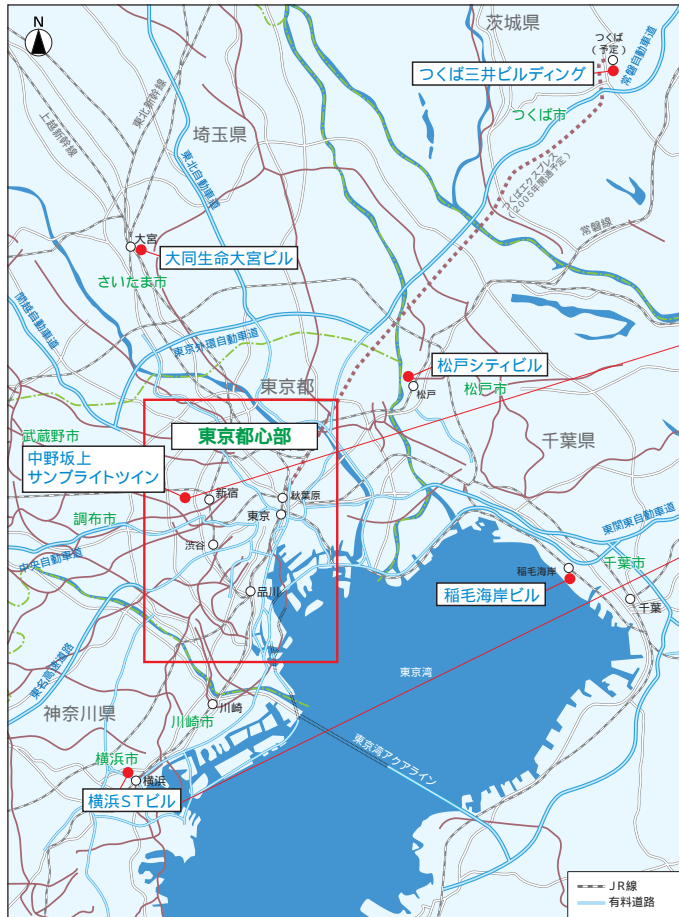 N
茨城県
つくば
(予定)
つくば三井ビルディング
常磐自動車道
つくば市
上越新幹線
東北新幹線
埼玉県
東北自動車道
つくばエクスプレス
(2005年開通予定)
常磐線
大宮
大同生命大宮ビル
さいたま市
関越自動車道
東京外環自動車道
東京都
松戸シティビル
松戸
松戸市
千葉県
武蔵野市
東京都心部
中野坂上
サンブライトツイン
新宿
秋葉原
東京
調布市
中央自動車道
渋谷
品川
東関東自動車道
千葉市
稲毛海岸
稲毛海岸ビル
千葉
東名高速道路
東京湾
神奈川県
川崎市
川崎
東京湾アクアライン
横浜市
横浜
横浜STビル
JR線
有料道路